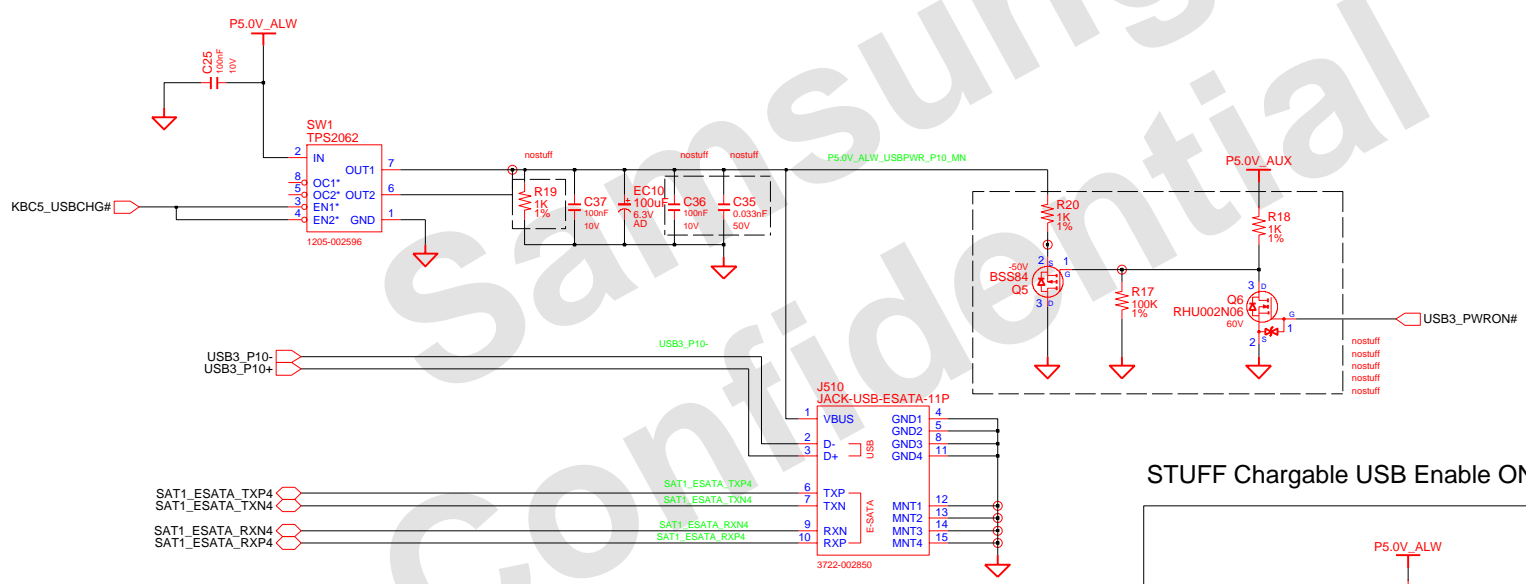 Samsung
Confidential
P5.0V_ALW
C25
100nF
10V
SW1
TPS2062
2 IN
OUT1 7
8 OC1*
5 OC2* OUT2 6
3 EN1*
4 EN2* GND 1
1205-002596
KBC5_USBCHG#
nostuff
R19
1K
1%
C37
100nF
10V
EC10
100uF
6.3V
AD
nostuff
C36
100nF
10V
nostuff
C35
0.033nF
50V
P5.0V_ALW_USBPWR_P10_MN
P5.0V_AUX
R20
1K
1%
R18
1K
1%
-50V
BSS84
Q5
2 S
1 G
3 D
R17
100K
1%
Q6
RHU002N06
60V
3 D
G 1
2 S
USB3_PWRON#
nostuff
nostuff
nostuff
nostuff
nostuff
USB3_P10-
USB3_P10+
USB3_P10-
J510
JACK-USB-ESATA-11P
1 VBUS GND1 4
GND2 5
2 D- GND3 8
3 D+ GND4 11
USB
6 TXP
7 TXN MNT1 12
MNT2 13
9 RXN MNT3 14
10 RXP MNT4 15
E-SATA
3722-002850
SAT1_ESATA_TXP4
SAT1_ESATA_TXN4
SAT1_ESATA_RXN4
SAT1_ESATA_RXP4
SAT1_ESATA_TXP4
SAT1_ESATA_TXN4
SAT1_ESATA_RXN4
SAT1_ESATA_RXP4
STUFF Chargable USB Enable ON
P5.0V_ALW